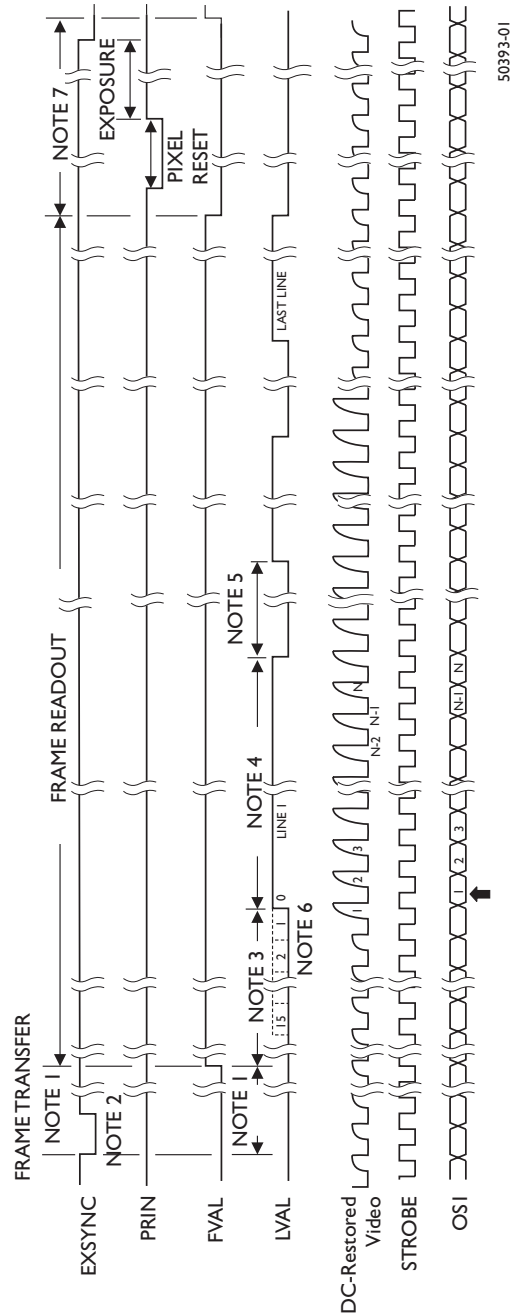 FRAME TRANSFER
NOTE 1
FRAME READOUT
NOTE 7
EXPOSURE
EXSYNC
NOTE 2
PRIN
PIXEL
RESET
FVAL
NOTE 1
NOTE 3
NOTE 4
NOTE 5
LVAL
15
2
1
0
LINE 1
LAST LINE
NOTE 6
DC-Restored
Video
1
2
3
N-2
N-1
N
STROBE
OS1
1
2
3
N-1
N
50393-01